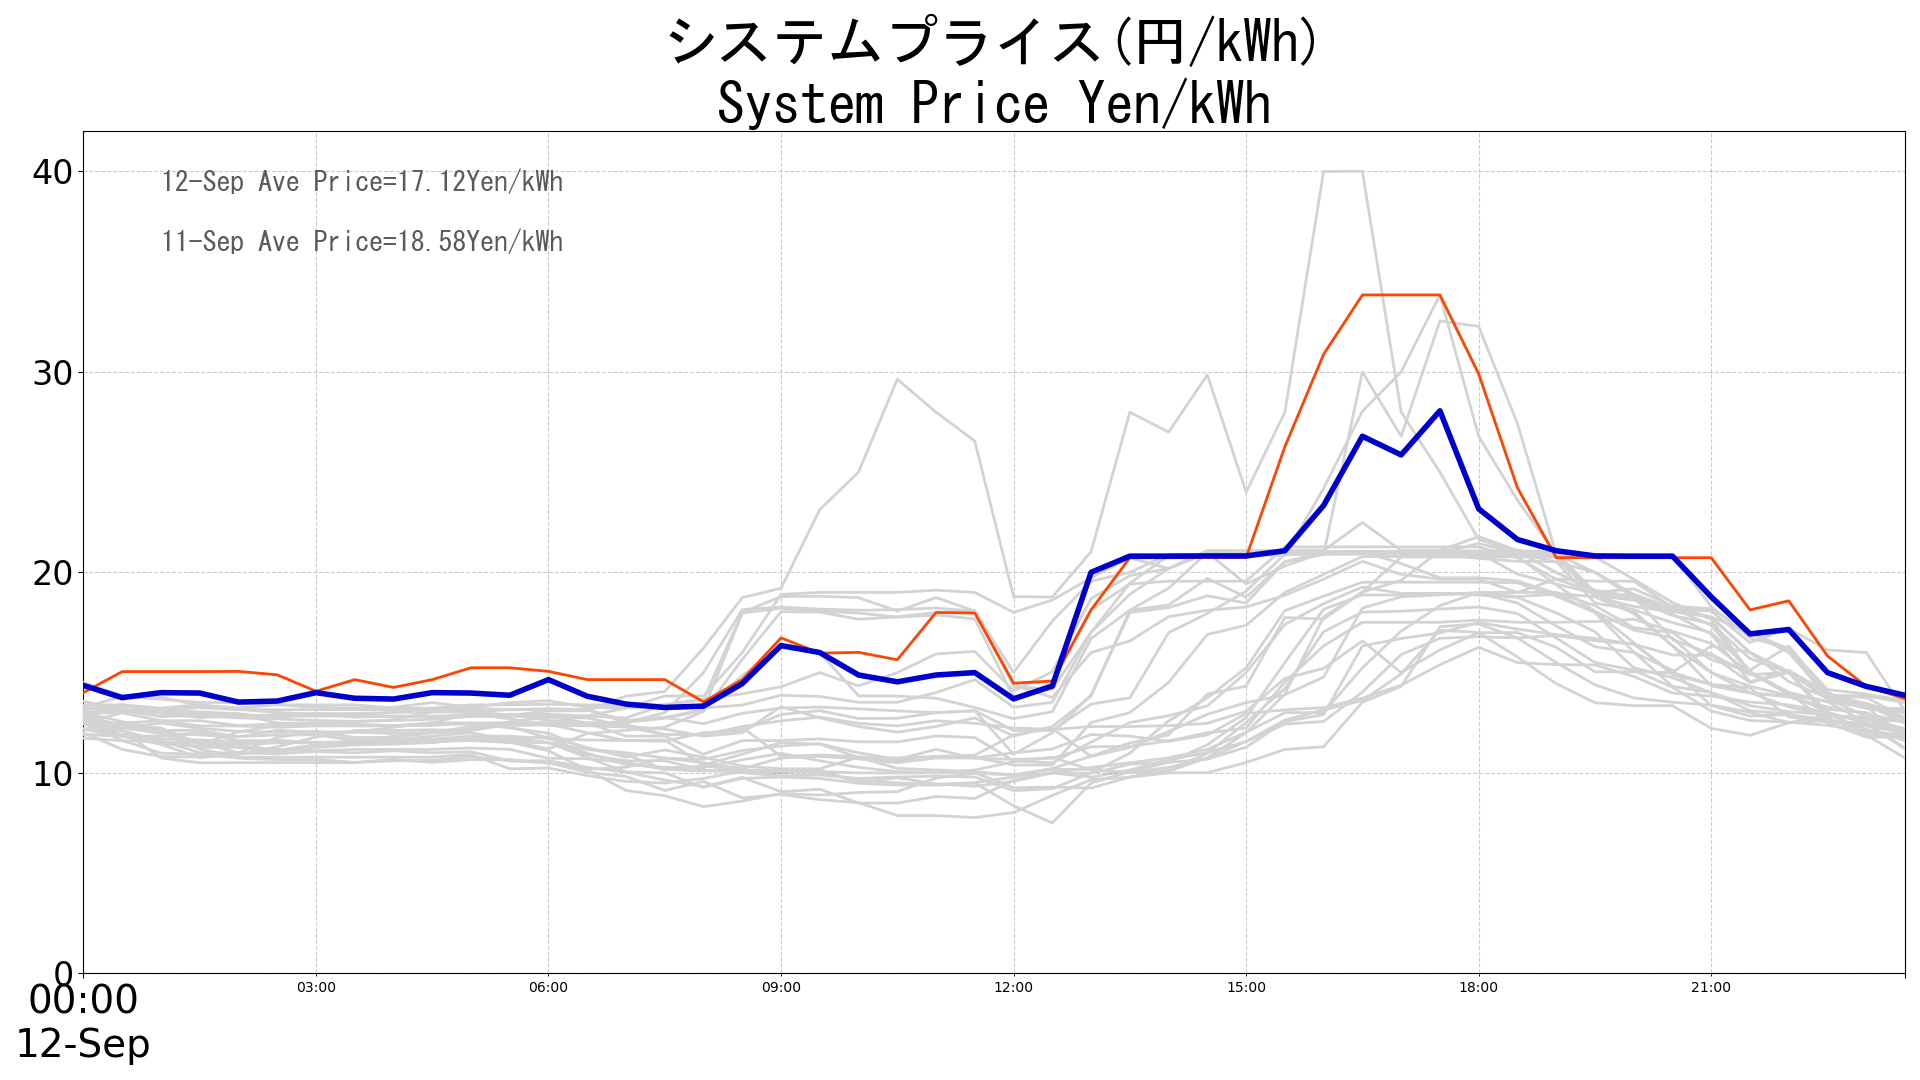 システムプライス(円/kWh)
System Price Yen/kWh
40
12-Sep Ave Price=17.12Yen/kWh
11-Sep Ave Price=18.58Yen/kWh
30
20
10
0
00:00 03:00 06:00 09:00 12:00 15:00 18:00 21:00
12-Sep